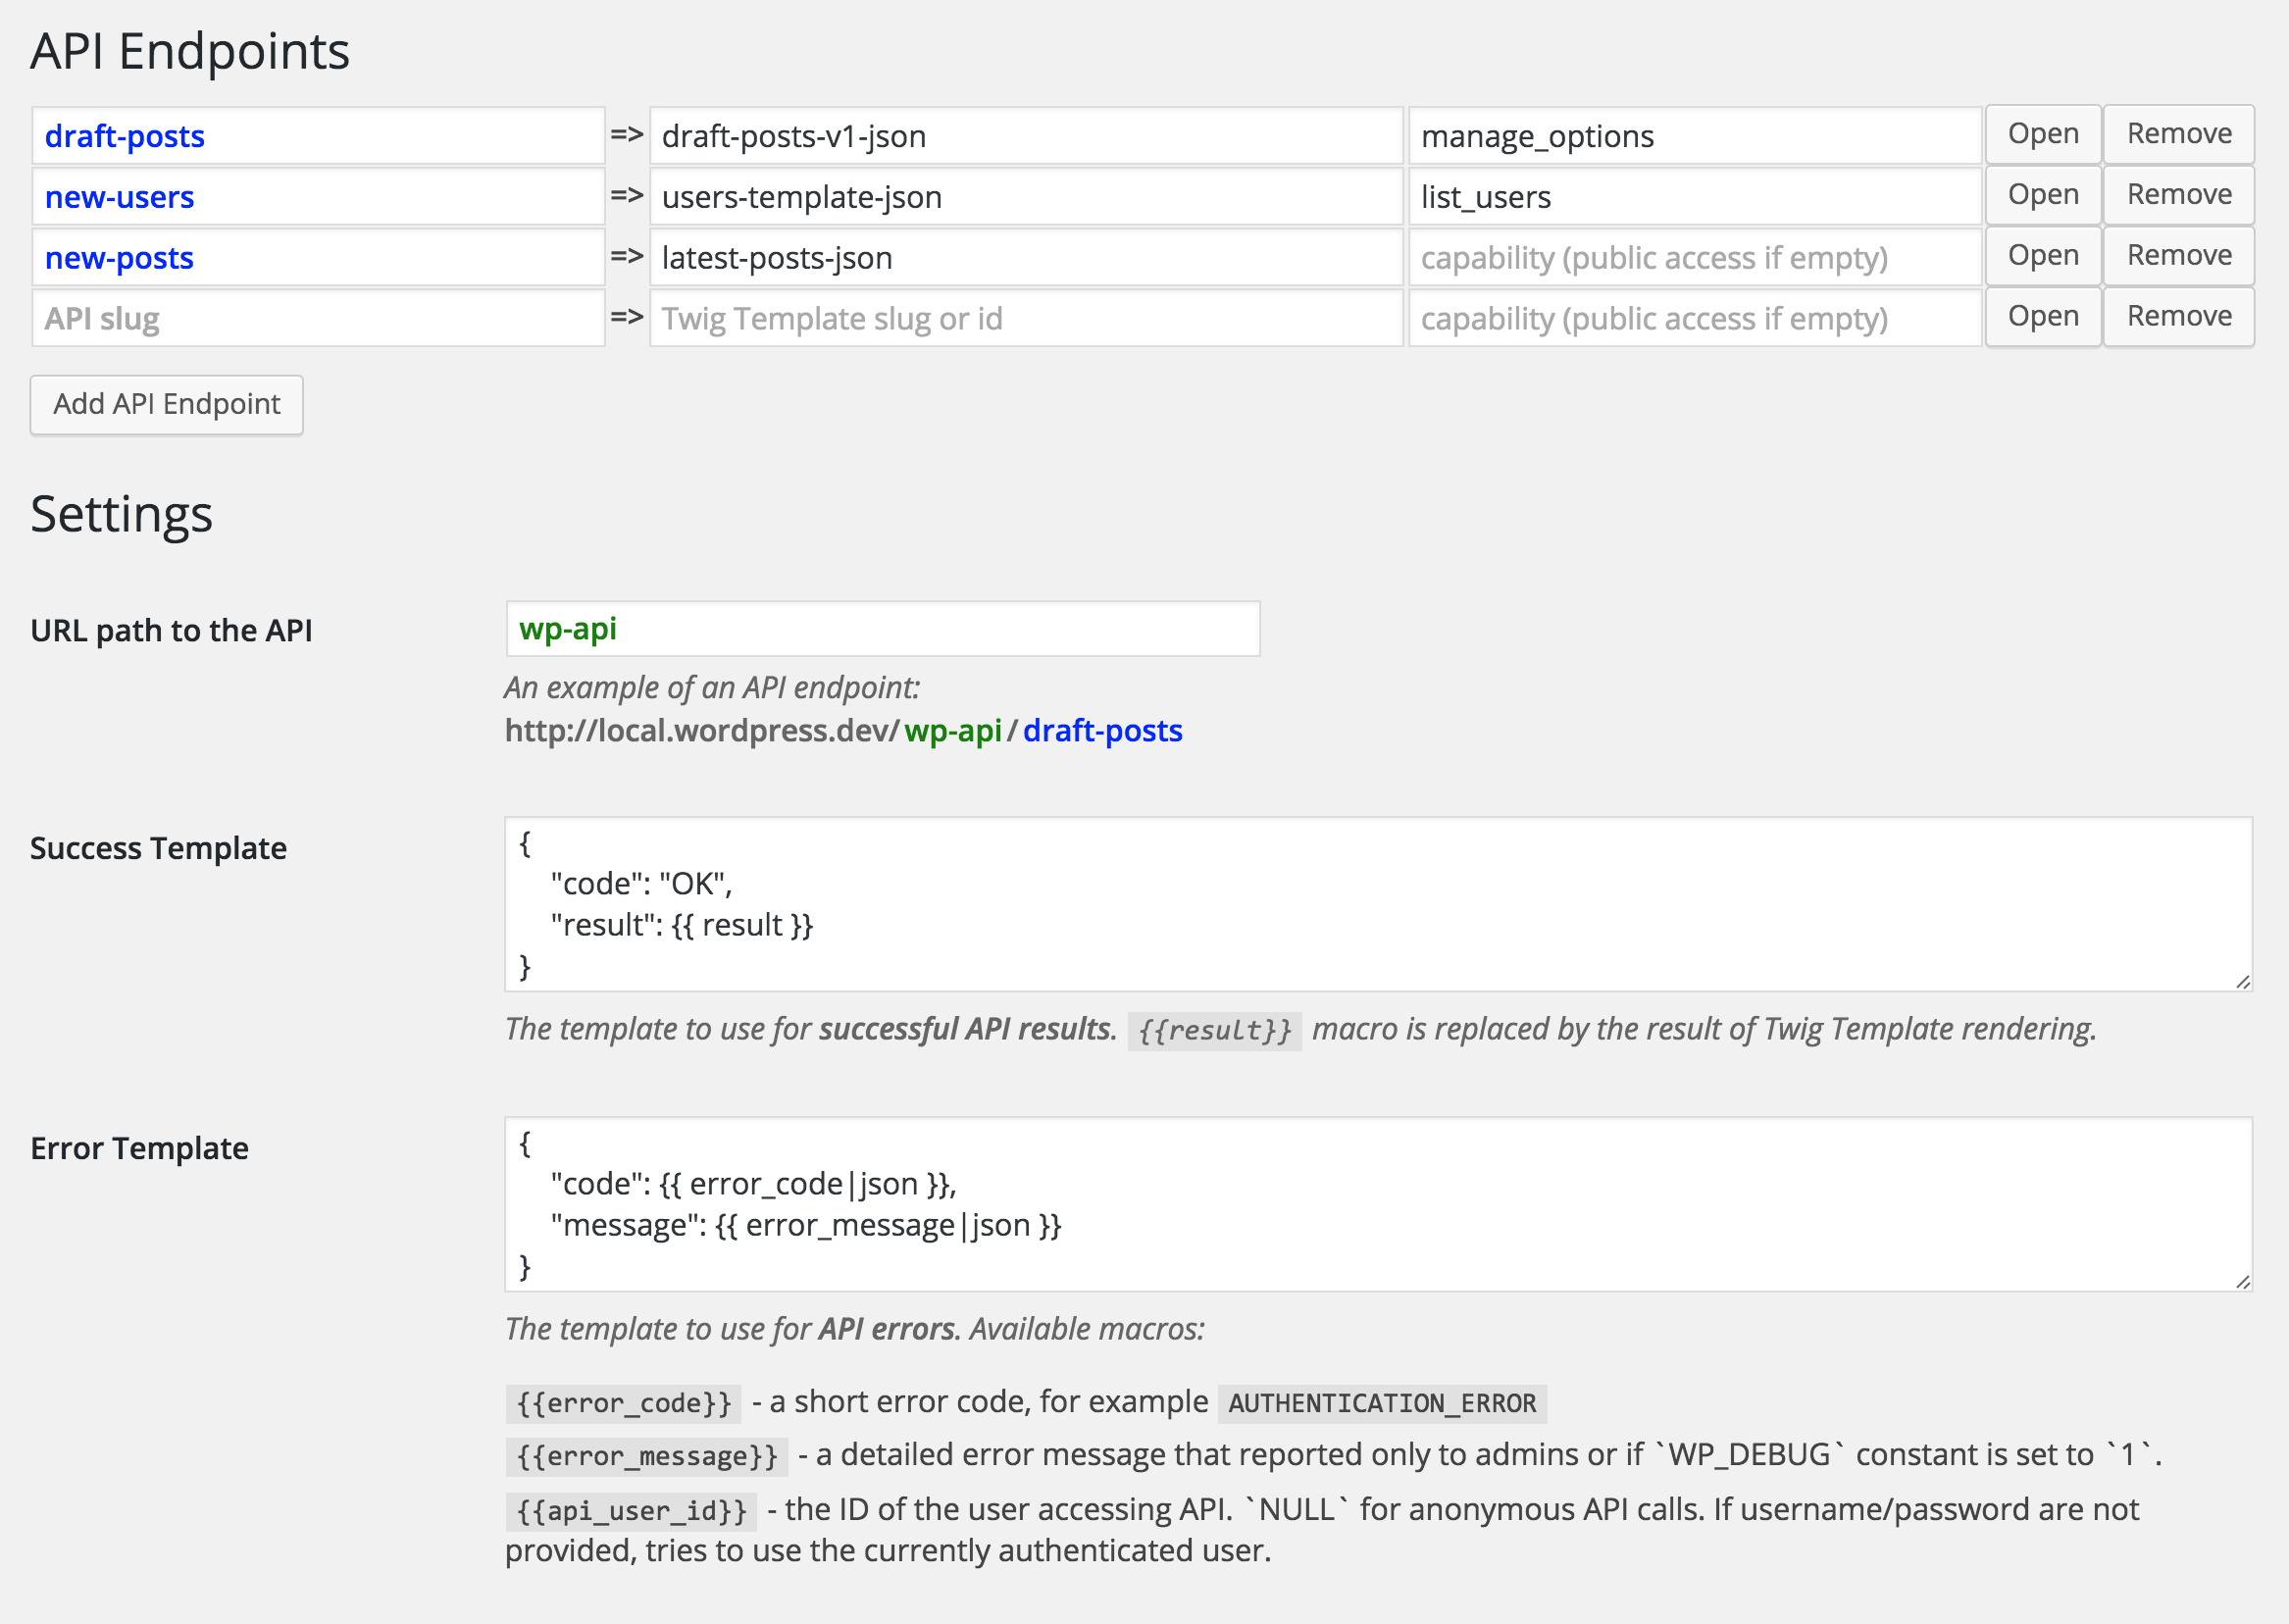 API Endpoints
draft-posts => draft-posts-v1-json manage_options Open Remove
new-users => users-template-json list_users Open Remove
new-posts => latest-posts-json capability (public access if empty) Open Remove
API slug => Twig Template slug or id capability (public access if empty) Open Remove
Add API Endpoint
Settings
URL path to the API wp-api
An example of an API endpoint:
http://local.wordpress.dev/wp-api/draft-posts
Success Template
{
"code": "OK",
"result": {{ result }}
}
The template to use for successful API results. {{result}} macro is replaced by the result of Twig Template rendering.
Error Template
{
"code": {{ error_code|json }},
"message": {{ error_message|json }}
}
The template to use for API errors. Available macros:
{{error_code}} - a short error code, for example AUTHENTICATION_ERROR
{{error_message}} - a detailed error message that reported only to admins or if `WP_DEBUG` constant is set to `1`.
{{api_user_id}} - the ID of the user accessing API. `NULL` for anonymous API calls. If username/password are not
provided, tries to use the currently authenticated user.